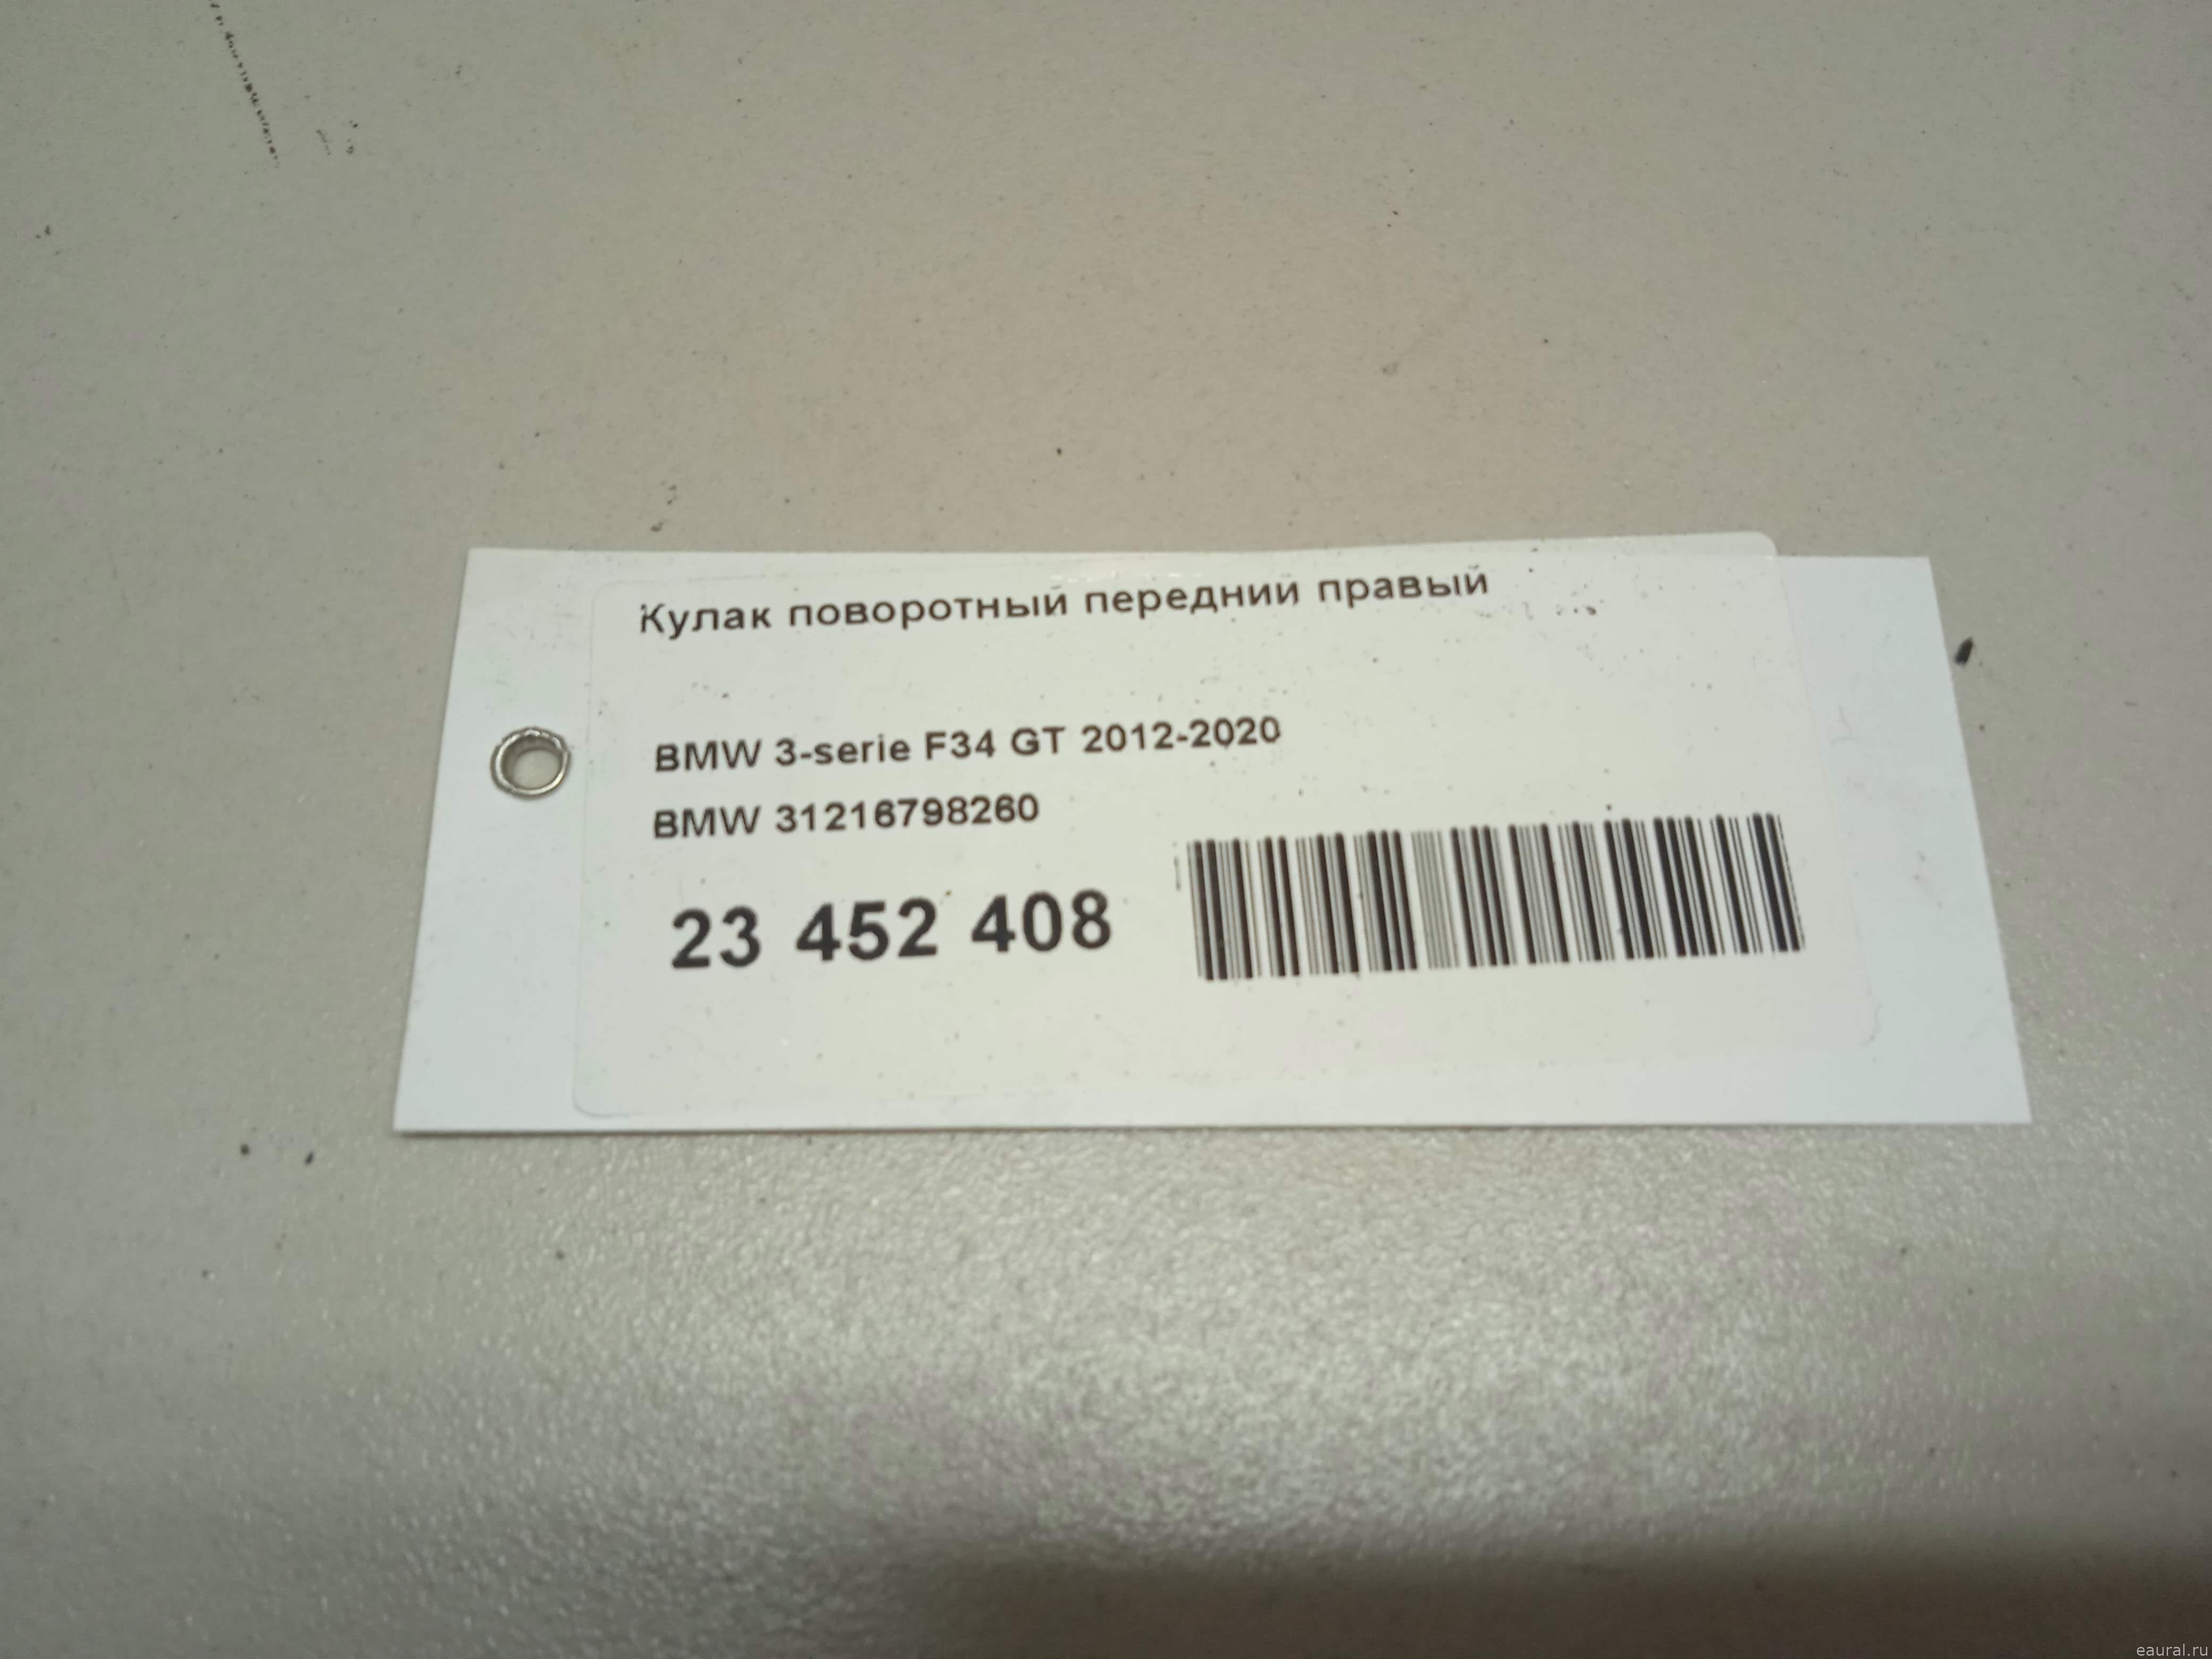 Кулак поворотный передний правый
BMW 3-serie F34 GT 2012-2020
BMW 31216798260
23 452 408
eaural.ru